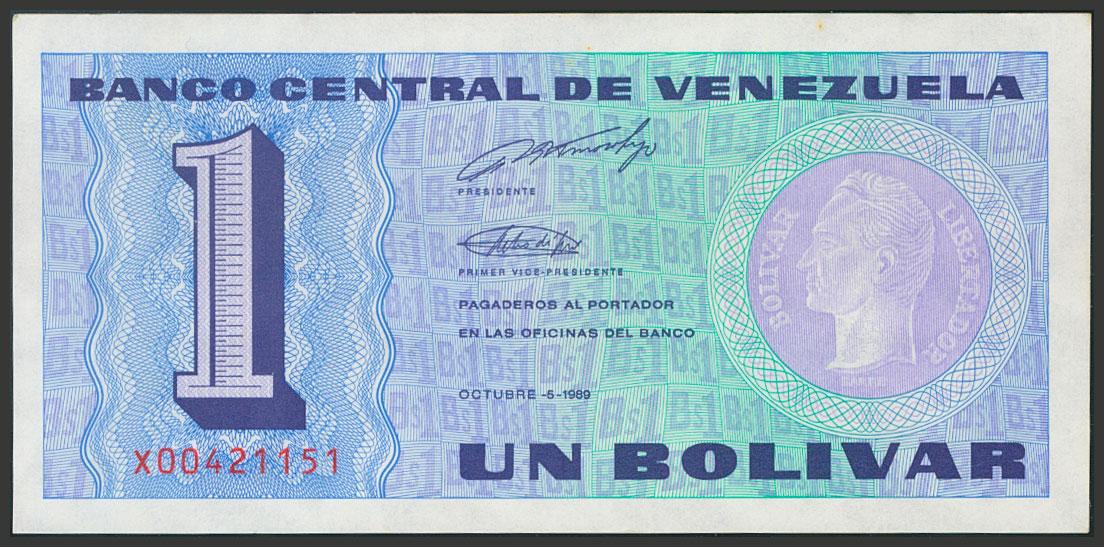 BANCO CENTRAL DE VENEZUELA
1
PRESIDENTE
PRIMER VICE-PRESIDENTE
PAGADEROS AL PORTADOR
EN LAS OFICINAS DEL BANCO
OCTUBRE -5-1989
BOLIVAR
LIBERTADOR
X00421151
UN BOLIVAR
Bs1